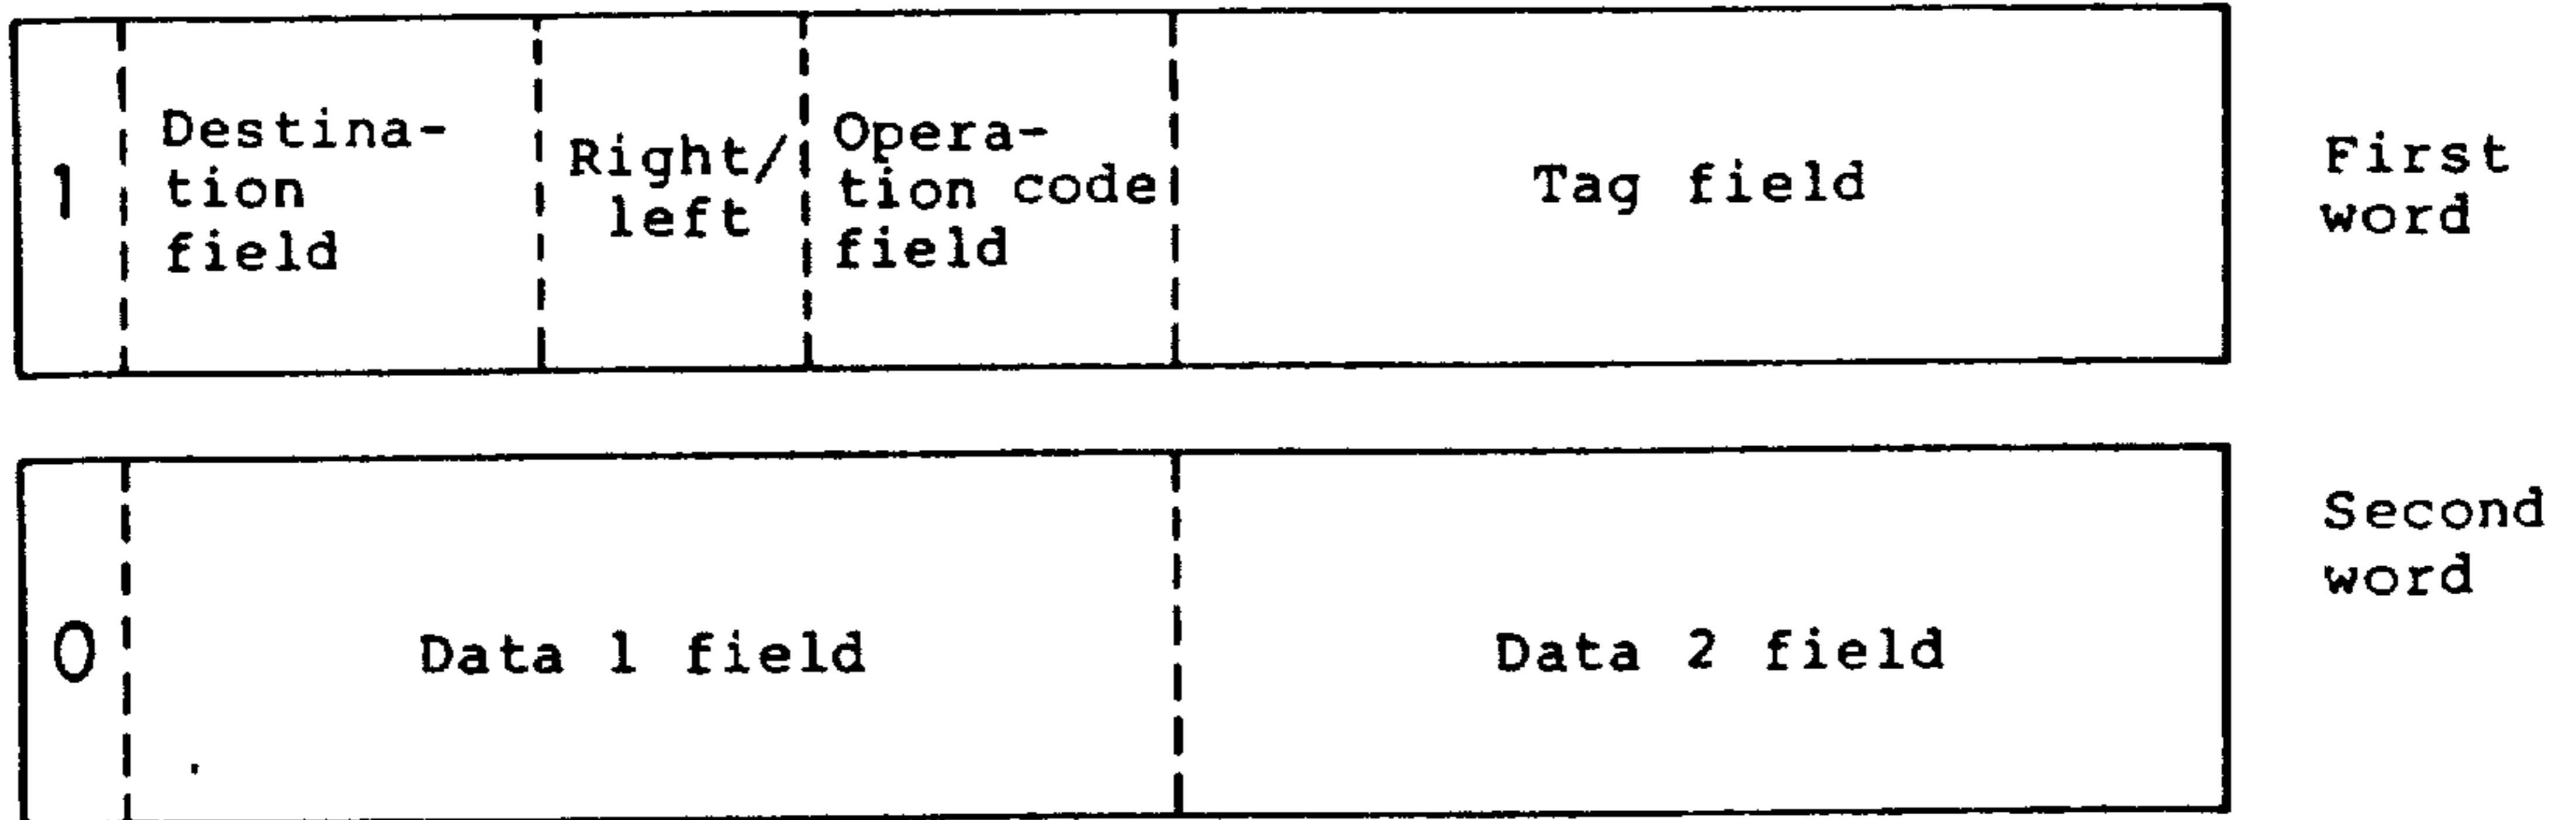 1
Destina-
tion
field
Right/
left
Opera-
tion code
field
Tag field
First
word
0
Data 1 field
Data 2 field
Second
word